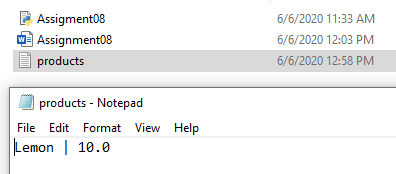 Assigment08 6/6/2020 11:33 AM
Assignment08 6/6/2020 12:03 PM
products 6/6/2020 12:58 PM
products - Notepad
File Edit Format View Help
Lemon | 10.0